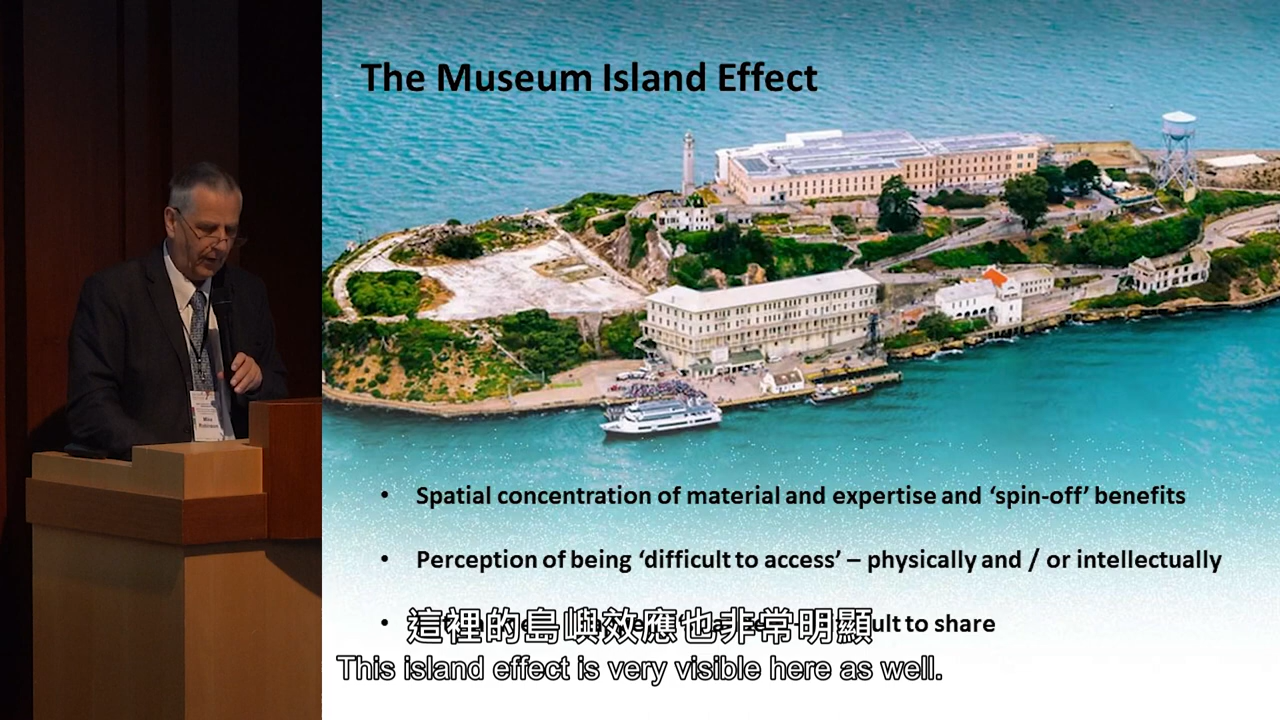 The Museum Island Effect
• Spatial concentration of material and expertise and ‘spin-off’ benefits
• Perception of being ‘difficult to access’ – physically and / or intellectually
• to share
這裡的島嶼效應也非常明顯
This island effect is very visible here as well.
Mike
Robinson